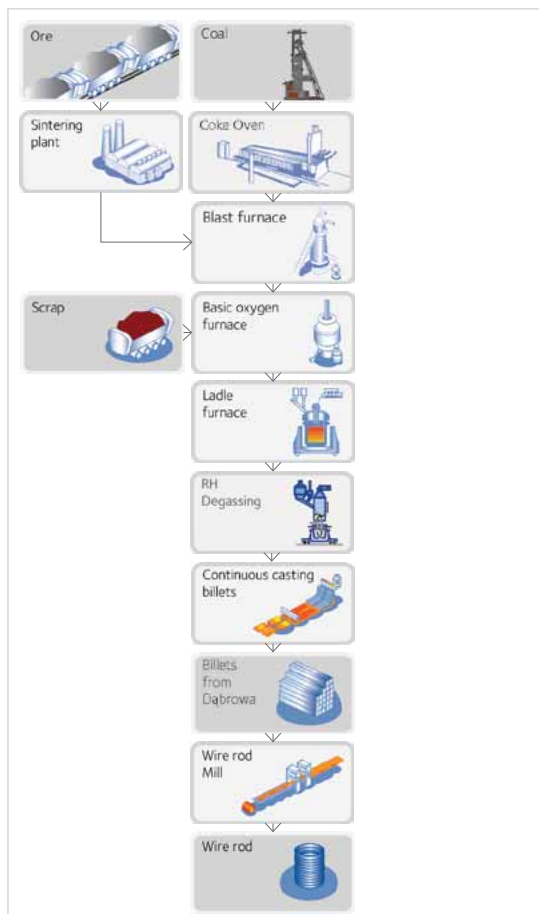 Ore
Coal
Sintering
plant
Coke Oven
Blast furnace
Scrap
Basic oxygen
furnace
Ladle
furnace
RH
Degassing
Continuous casting
billets
Billets
from
Dąbrowa
Wire rod
Mill
Wire rod